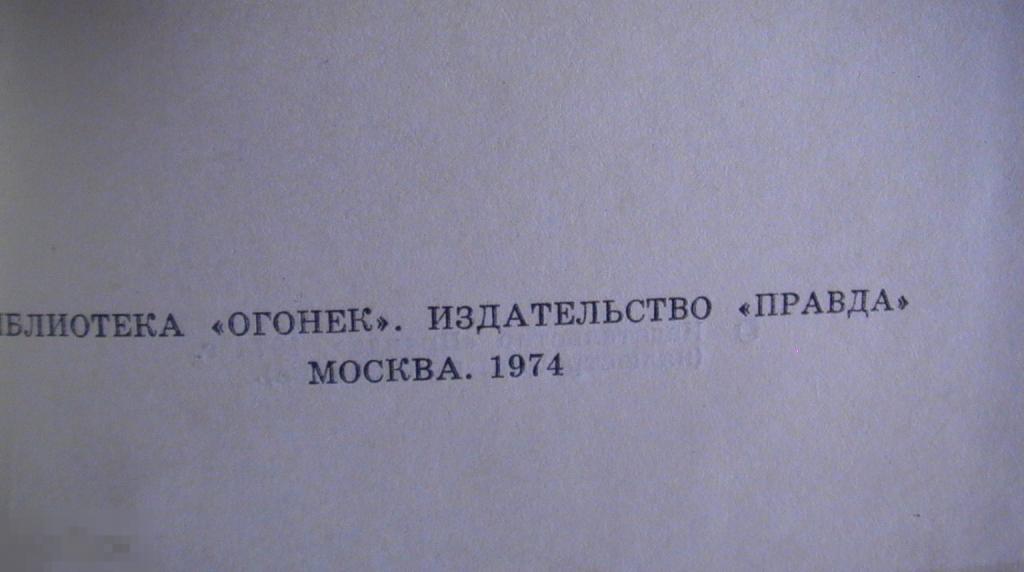 БЛИОТЕКА «ОГОНЕК». ИЗДАТЕЛЬСТВО «ПРАВДА»
МОСКВА. 1974